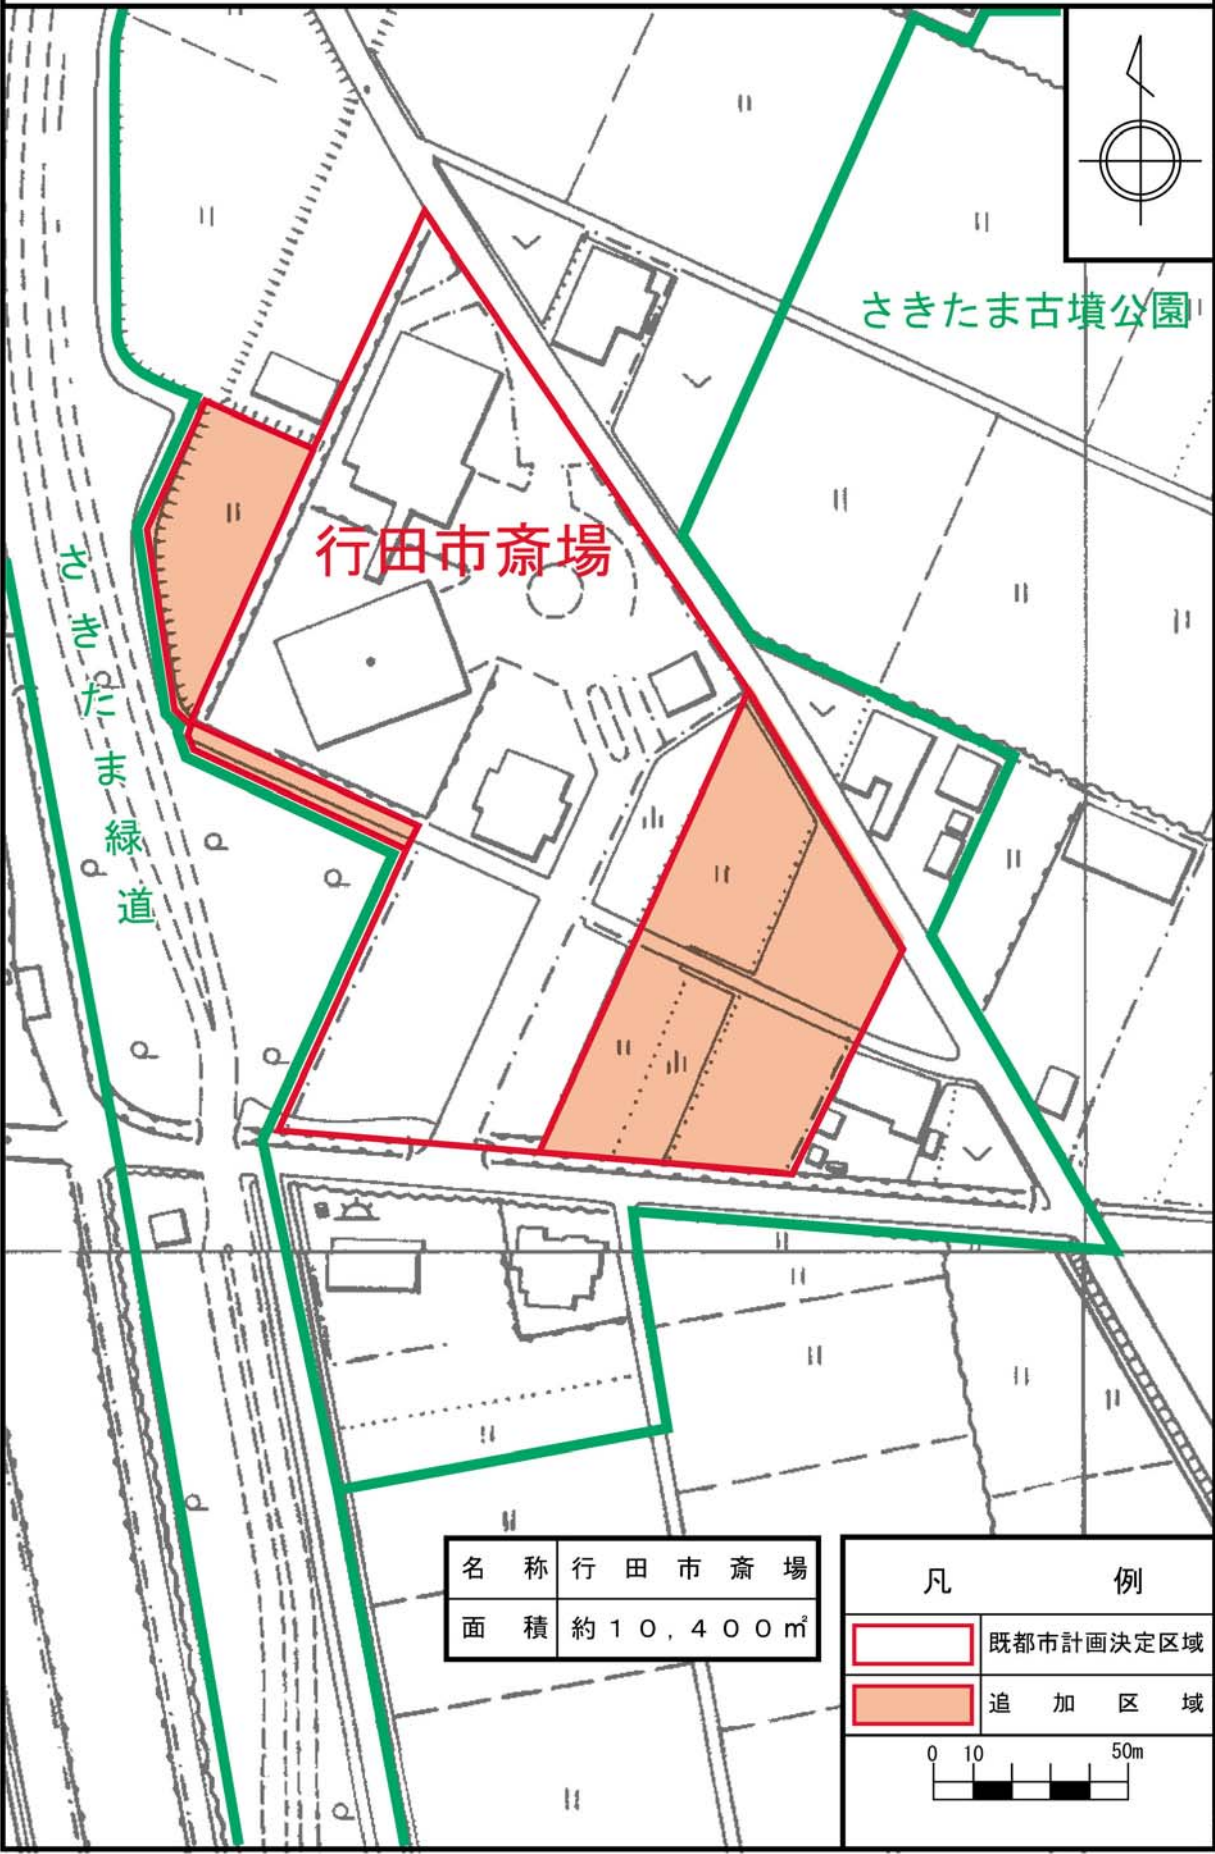 さきたま古墳公園
行田市斎場
さきたま緑道
名称 行田市斎場
面積 約10,400㎡
凡例
既都市計画決定区域
追加区域
0 10 50m